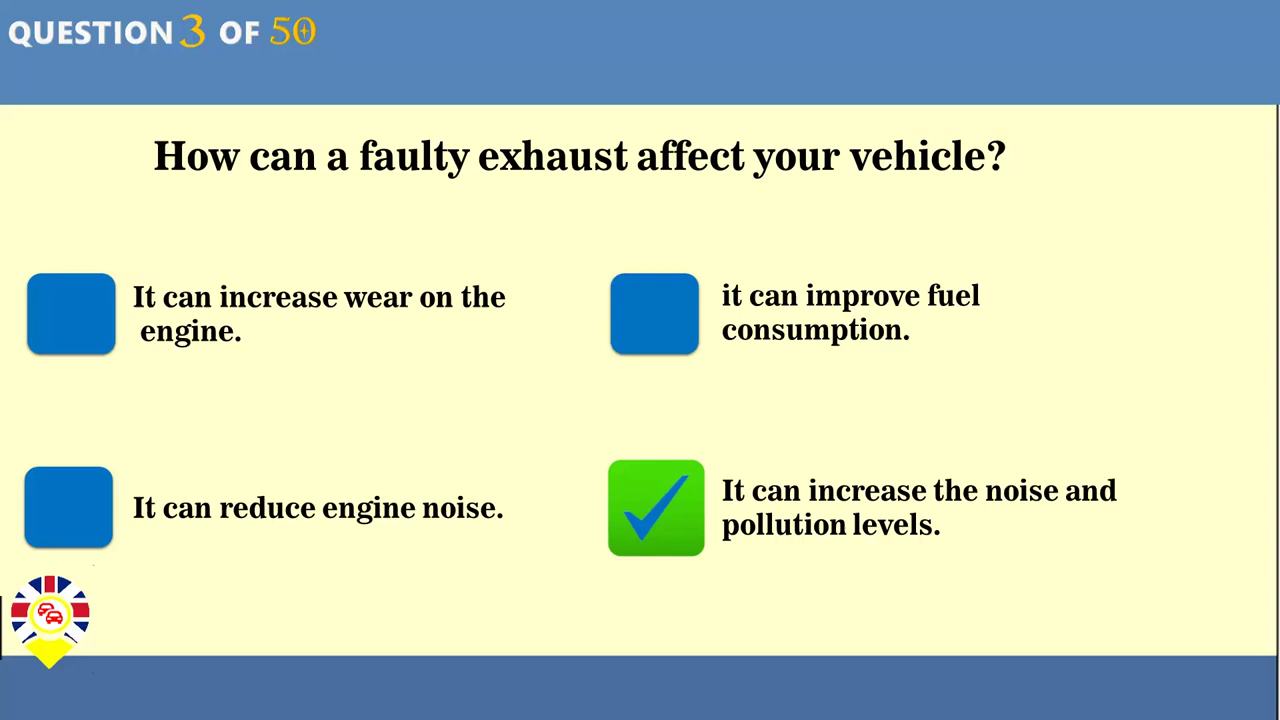 QUESTION 3 OF 50
How can a faulty exhaust affect your vehicle?
It can increase wear on the
engine.
it can improve fuel
consumption.
It can reduce engine noise.
It can increase the noise and
pollution levels.